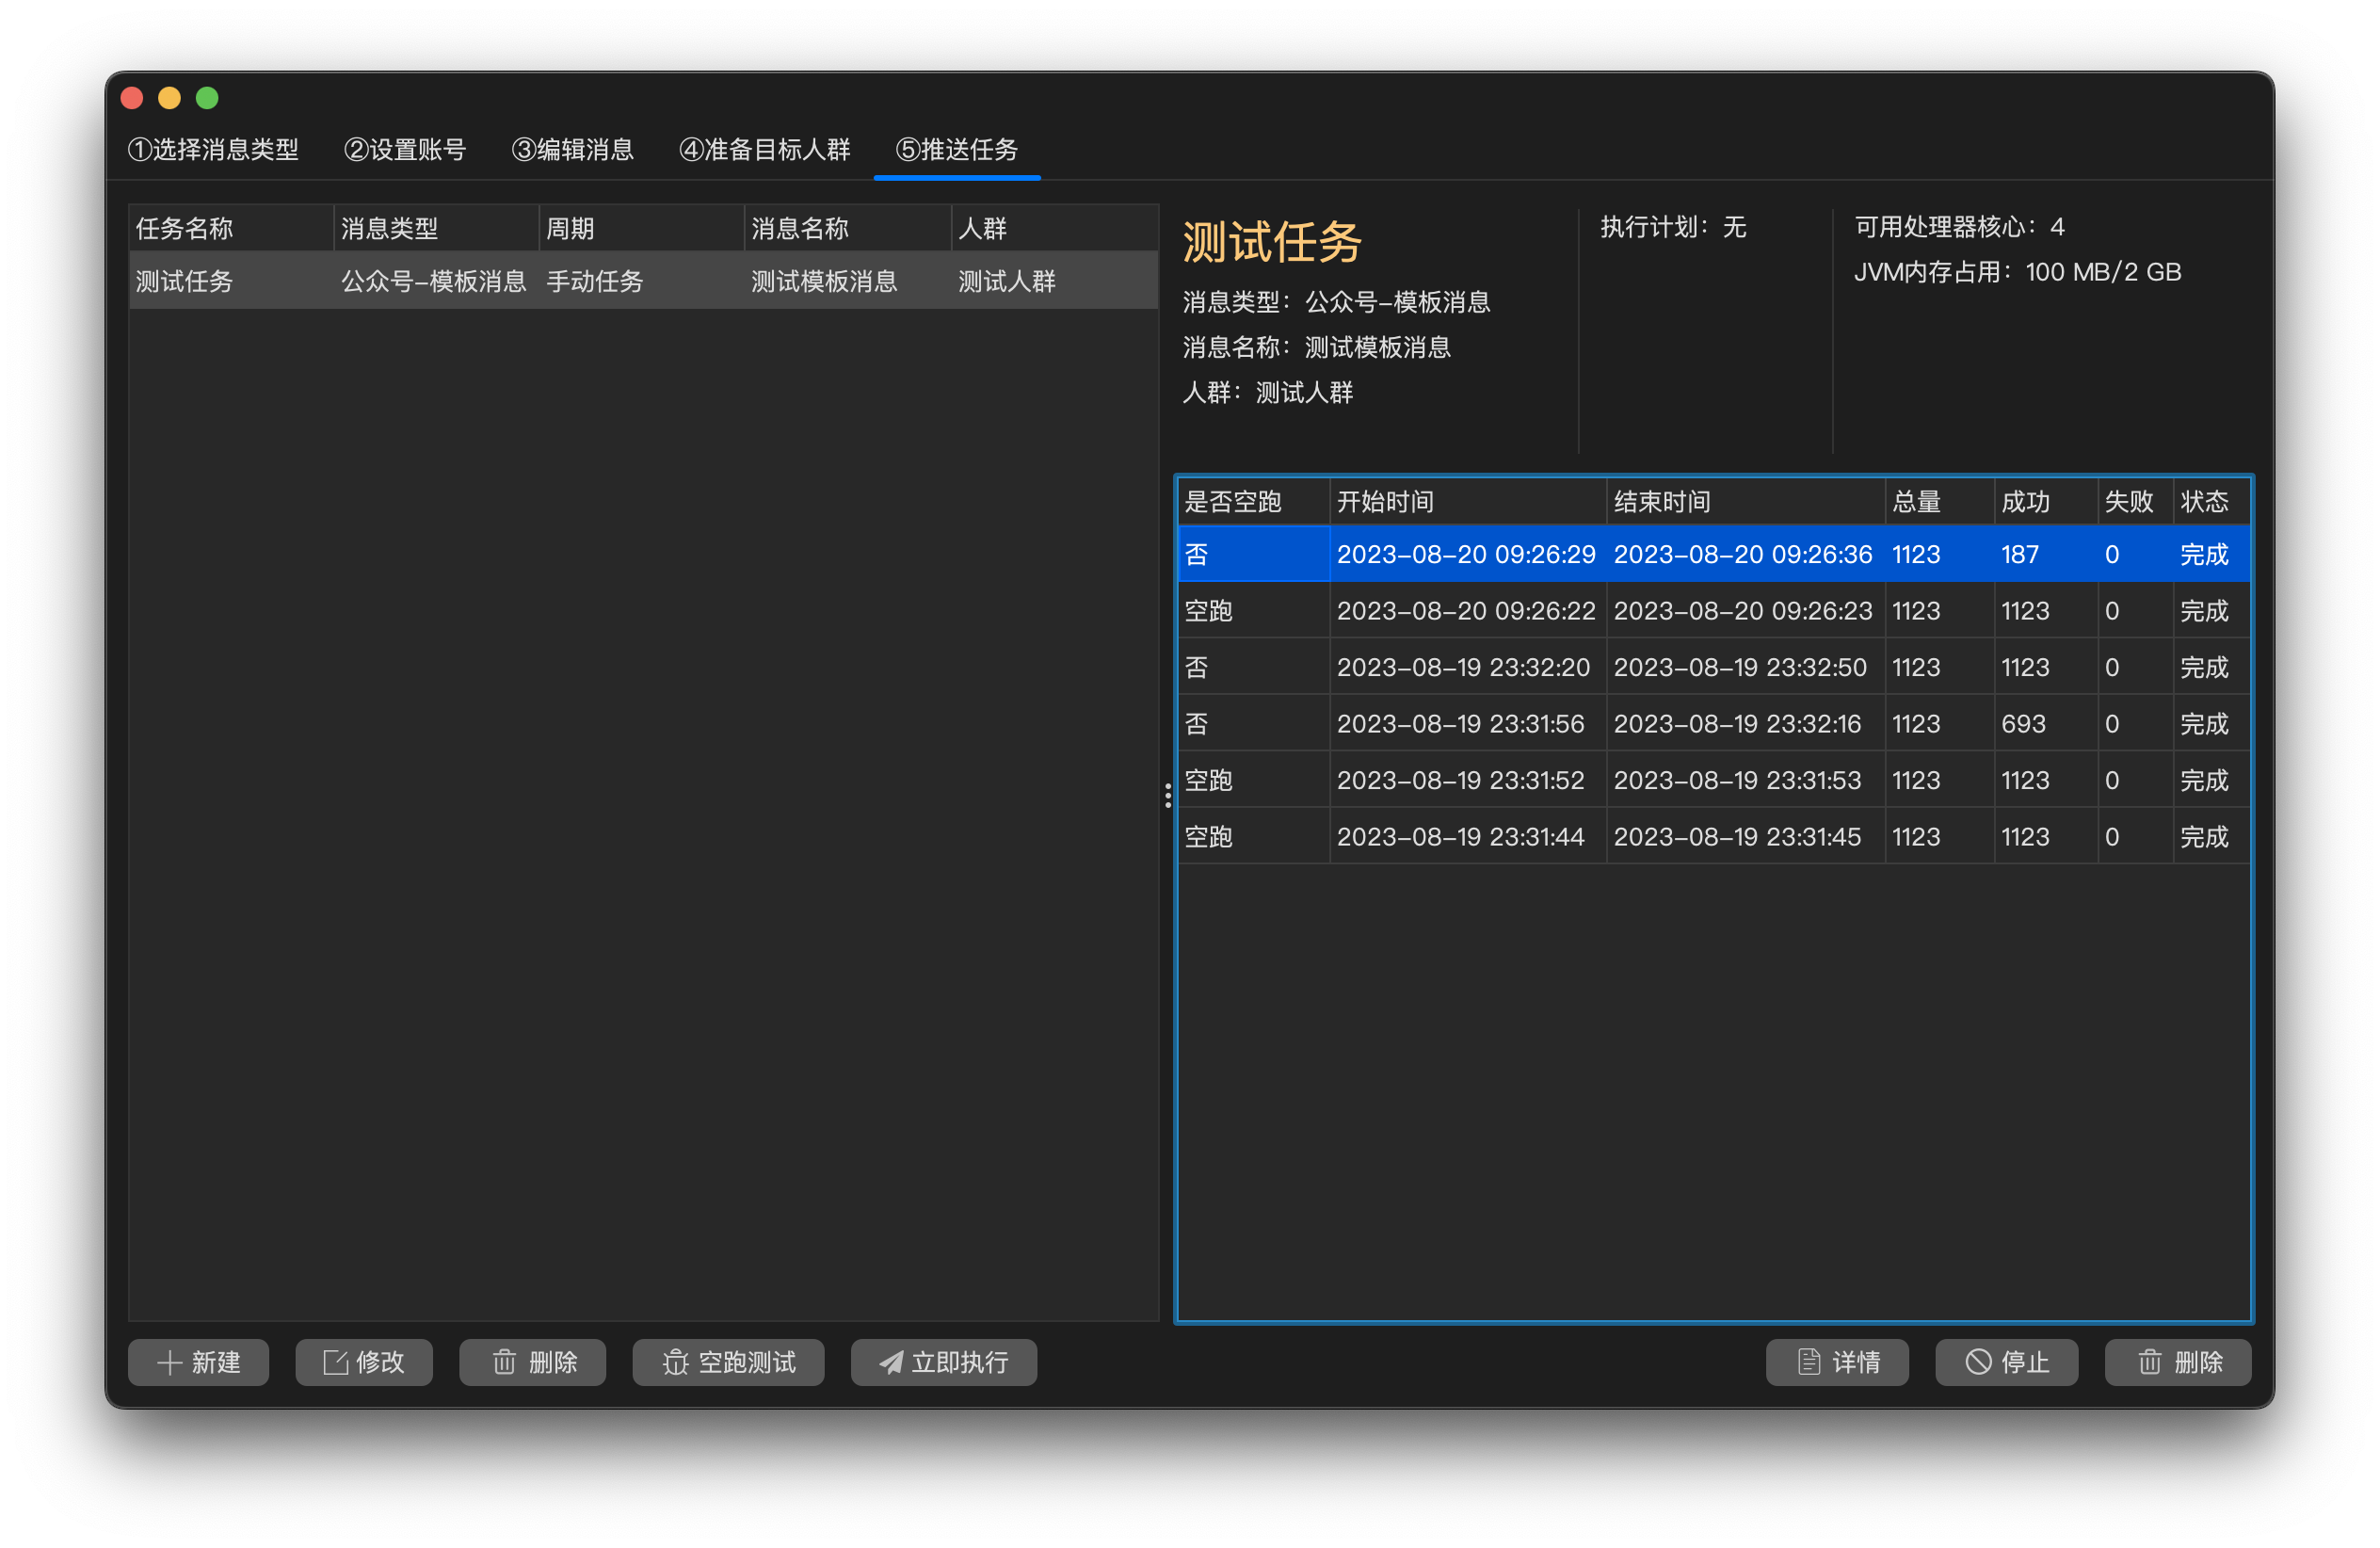 ①选择消息类型 ②设置账号 ③编辑消息 ④准备目标人群 ⑤推送任务
任务名称 消息类型 周期 消息名称 人群
测试任务 公众号-模板消息 手动任务 测试模板消息 测试人群
测试任务
消息类型：公众号-模板消息
消息名称：测试模板消息
人群：测试人群
执行计划：无
可用处理器核心：4
JVM内存占用：100 MB/2 GB
是否空跑 开始时间 结束时间 总量 成功 失败 状态
否 2023-08-20 09:26:29 2023-08-20 09:26:36 1123 187 0 完成
空跑 2023-08-20 09:26:22 2023-08-20 09:26:23 1123 1123 0 完成
否 2023-08-19 23:32:20 2023-08-19 23:32:50 1123 1123 0 完成
否 2023-08-19 23:31:56 2023-08-19 23:32:16 1123 693 0 完成
空跑 2023-08-19 23:31:52 2023-08-19 23:31:53 1123 1123 0 完成
空跑 2023-08-19 23:31:44 2023-08-19 23:31:45 1123 1123 0 完成
新建 修改 删除 空跑测试 立即执行 详情 停止 删除